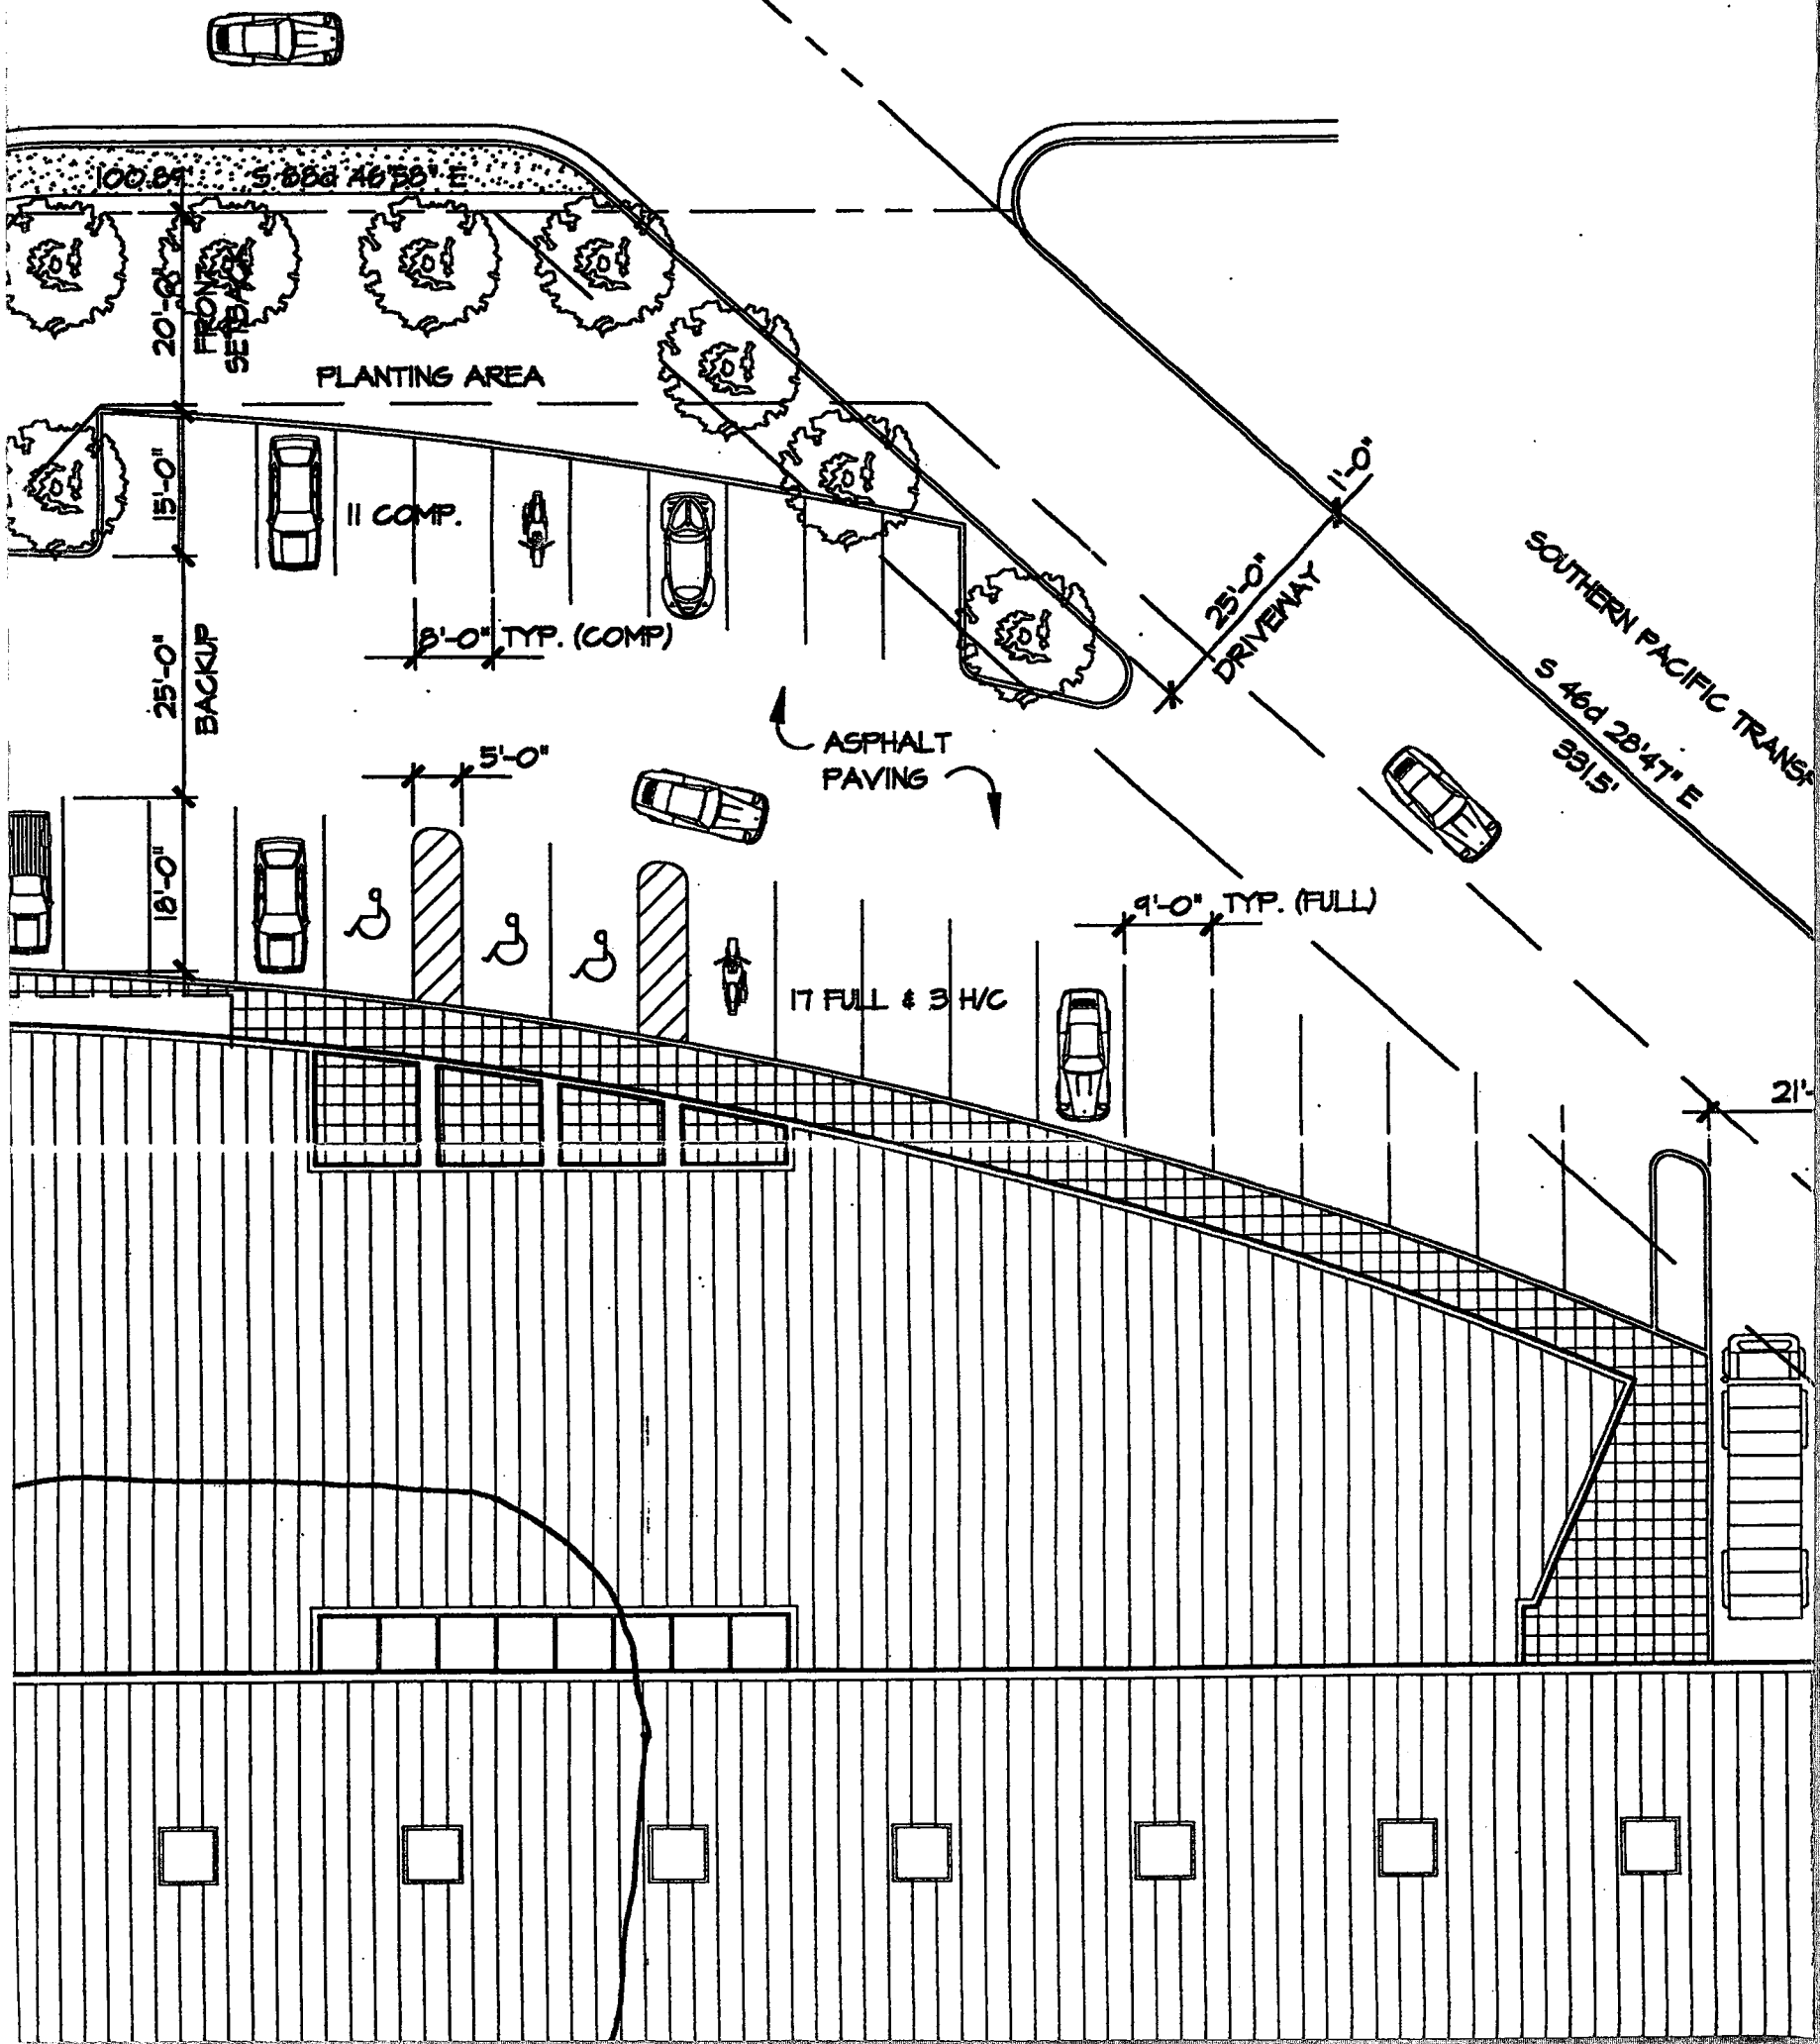 100.89' S 88d 46'58" E
20'-0"
FRONT
SETBACK
PLANTING AREA
15'-0"
11 COMP.
1'-0"
25'-0"
DRIVEWAY
SOUTHERN PACIFIC
S 46d 28'47" E
331.5'
8'-0" TYP. (COMP)
25'-0"
BACKUP
ASPHALT
PAVING
5'-0"
18'-0"
9'-0" TYP. (FULL)
17 FULL & 3 H/C
21'-